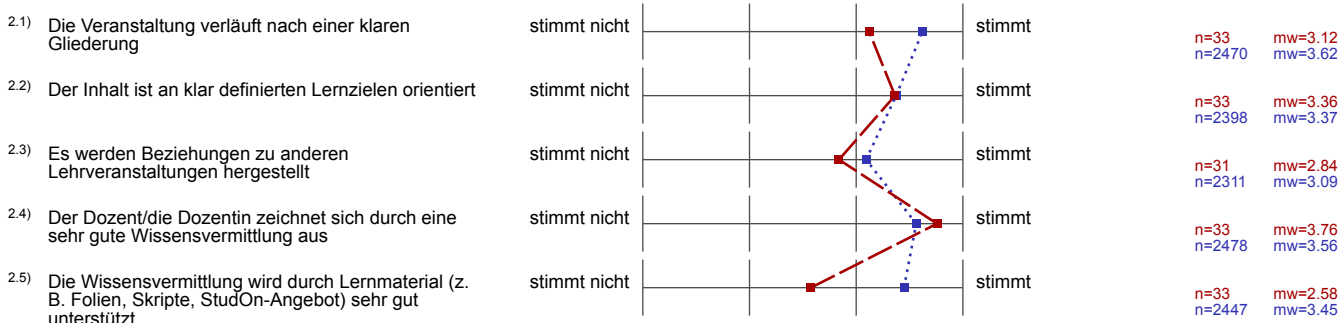 2.1) Die Veranstaltung verläuft nach einer klaren
Gliederung
stimmt nicht
stimmt
n=33 mw=3.12
n=2470 mw=3.62
2.2) Der Inhalt ist an klar definierten Lernzielen orientiert
stimmt nicht
stimmt
n=33 mw=3.36
n=2398 mw=3.37
2.3) Es werden Beziehungen zu anderen
Lehrveranstaltungen hergestellt
stimmt nicht
stimmt
n=31 mw=2.84
n=2311 mw=3.09
2.4) Der Dozent/die Dozentin zeichnet sich durch eine
sehr gute Wissensvermittlung aus
stimmt nicht
stimmt
n=33 mw=3.76
n=2478 mw=3.56
2.5) Die Wissensvermittlung wird durch Lernmaterial (z.
B. Folien, Skripte, StudOn-Angebot) sehr gut
unterstützt
stimmt nicht
stimmt
n=33 mw=2.58
n=2447 mw=3.45